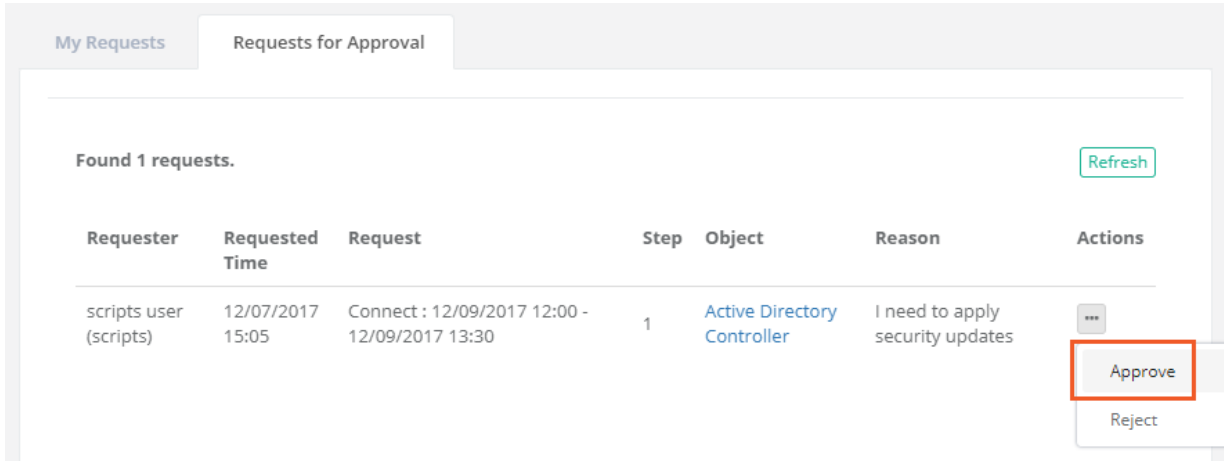 My Requests
Requests for Approval
Found 1 requests.
Refresh
Requester Requested Request Step Object Reason Actions
Time
scripts user 12/07/2017 Connect : 12/09/2017 12:00 - 1 Active Directory I need to apply ...
(scripts) 15:05 12/09/2017 13:30 Controller security updates
Approve
Reject